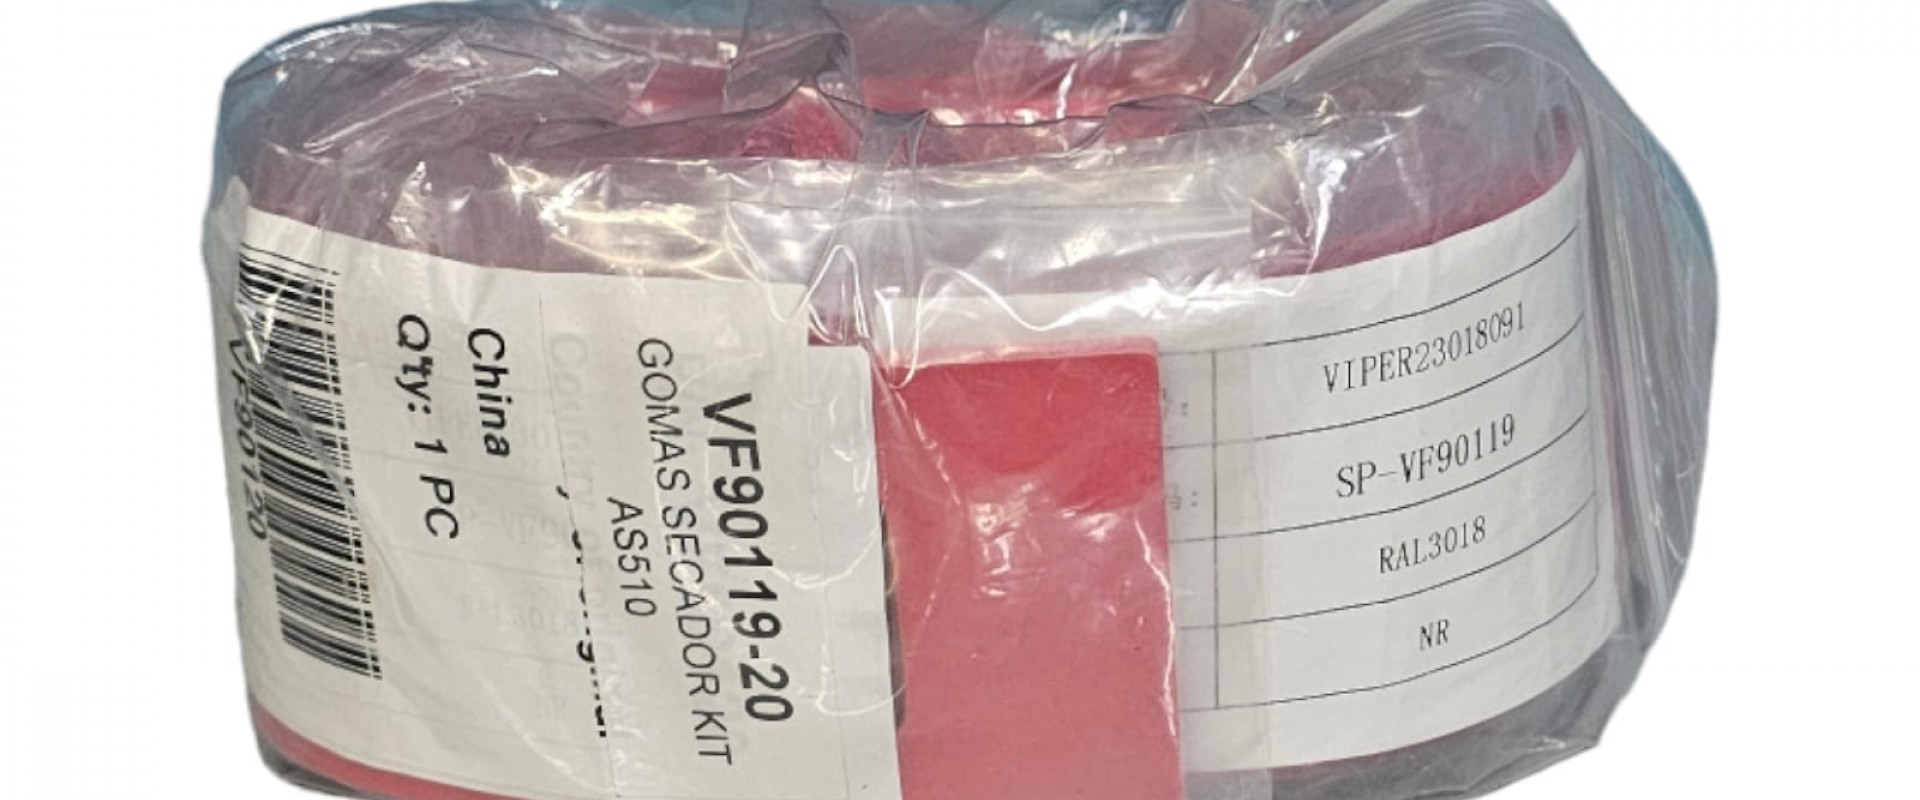 VF90119-20
GOMAS SECADOR KIT
AS510
China
Q'ty: 1 PC
VF90120
VIPER23018091
SP-VF90119
RAL3018
NR